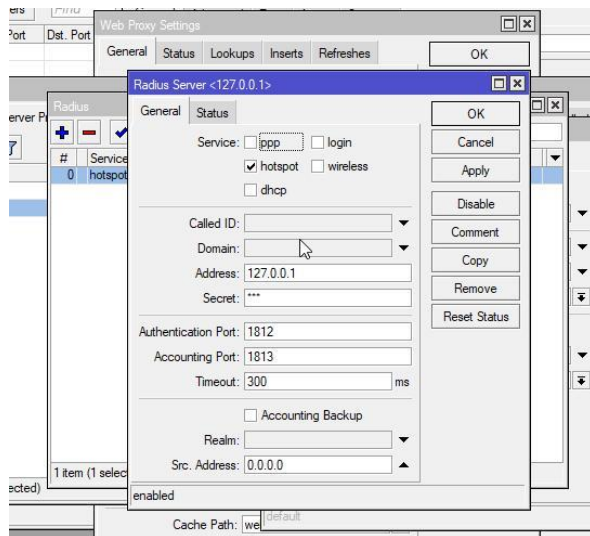 ers Find
Port Dst. Port
Web Proxy Settings
General Status Lookups Inserts Refreshes OK
Radius Server <127.0.0.1>
General Status OK
Service: ppp login Cancel
hotspot wireless Apply
dhcp
Disable
Called ID: Comment
Domain: Copy
Address: 127.0.0.1 Remove
Secret: *** Reset Status
Authentication Port: 1812
Accounting Port: 1813
Timeout: 300 ms
Accounting Backup
Realm:
Src. Address: 0.0.0.0
enabled
erver Pr
Radius
# Service
0 hotspot
1 item (1 selec
ected)
Cache Path: we
default